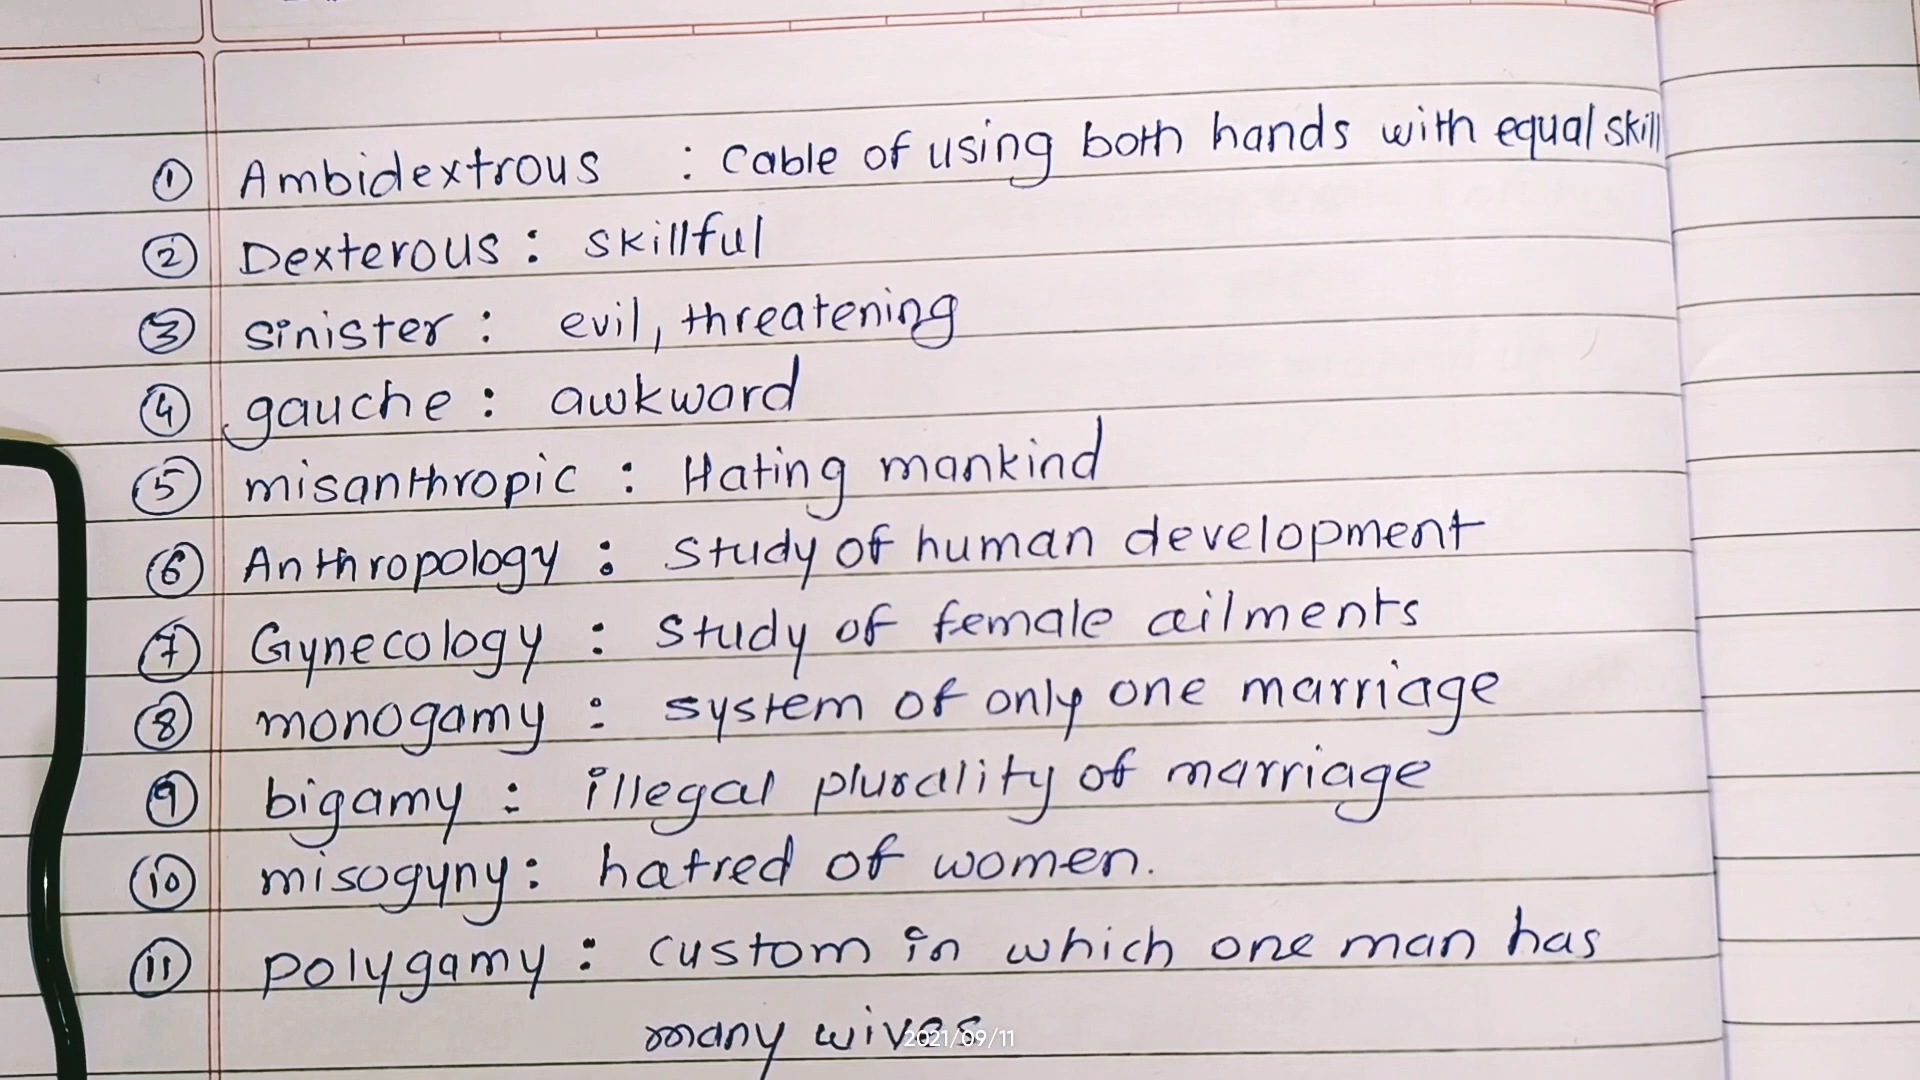 ① Ambidextrous : Cable of using both hands with equal skill
② Dexterous : skillful
③ sinister : evil, threatening
④ gauche : awkward
⑤ misanthropic : Hating mankind
⑥ Anthropology : study of human development
⑦ Gynecology : study of female ailments
⑧ monogamy : system of only one marriage
⑨ bigamy : illegal plurality of marriage
⑩ misogyny : hatred of women.
⑪ polygamy : custom in which one man has
many wives
2021/09/11